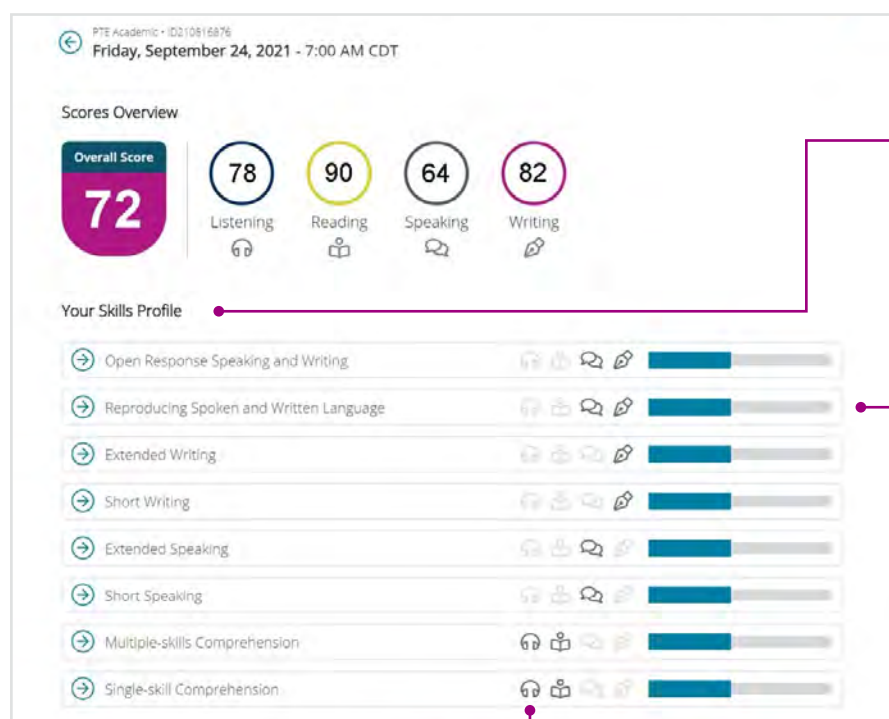 PTE Academic • ID210816876
Friday, September 24, 2021 - 7:00 AM CDT
Scores Overview
Overall Score
72
78
90
64
82
Listening
Reading
Speaking
Writing
Your Skills Profile
Open Response Speaking and Writing
Reproducing Spoken and Written Language
Extended Writing
Short Writing
Extended Speaking
Short Speaking
Multiple-skills Comprehension
Single-skill Comprehension